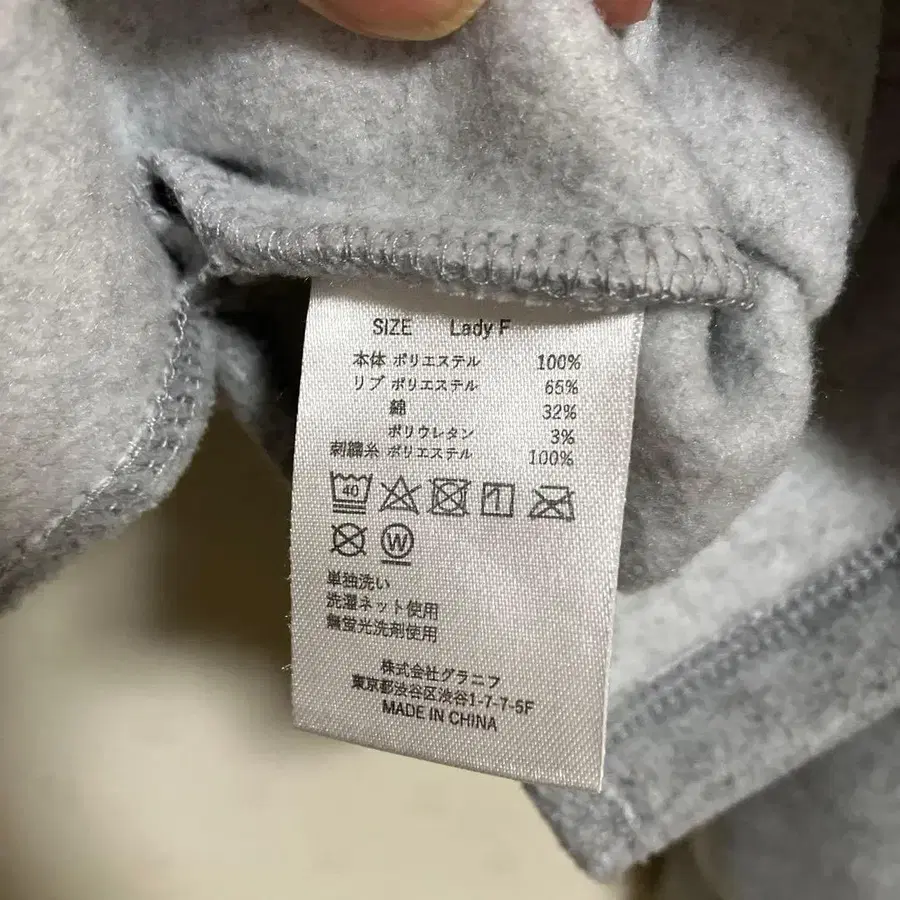 SIZE Lady F
本体 ポリエステル 100%
リブ ポリエステル 65%
綿 32%
ポリウレタン 3%
刺繍糸 ポリエステル 100%
40
W
単独洗い
洗濯ネット使用
無蛍光洗剤使用
株式会社グラニフ
東京都渋谷区渋谷1-7-7-5F
MADE IN CHINA